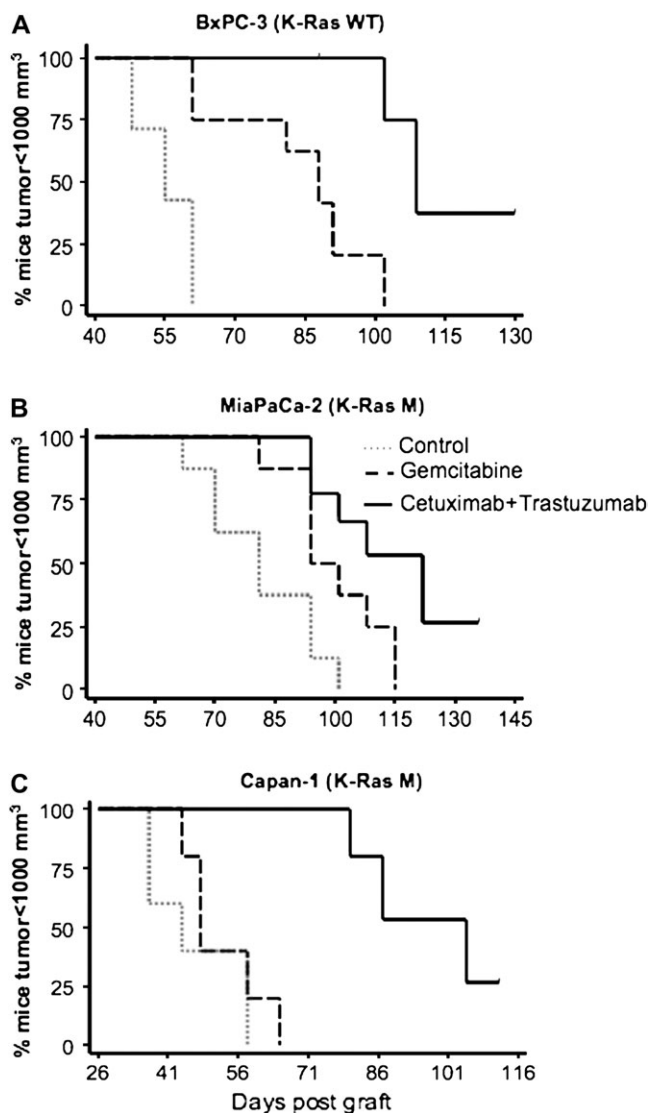 A
BxPC-3 (K-Ras WT)
% mice tumor<1000 mm³
100
75
50
25
0
40 55 70 85 100 115 130
B
MiaPaCa-2 (K-Ras M)
% mice tumor<1000 mm³
100
75
50
25
0
Control
Gemcitabine
Cetuximab+Trastuzumab
40 55 70 85 100 115 130 145
C
Capan-1 (K-Ras M)
% mice tumor<1000 mm³
100
75
50
25
0
26 41 56 71 86 101 116
Days post graft